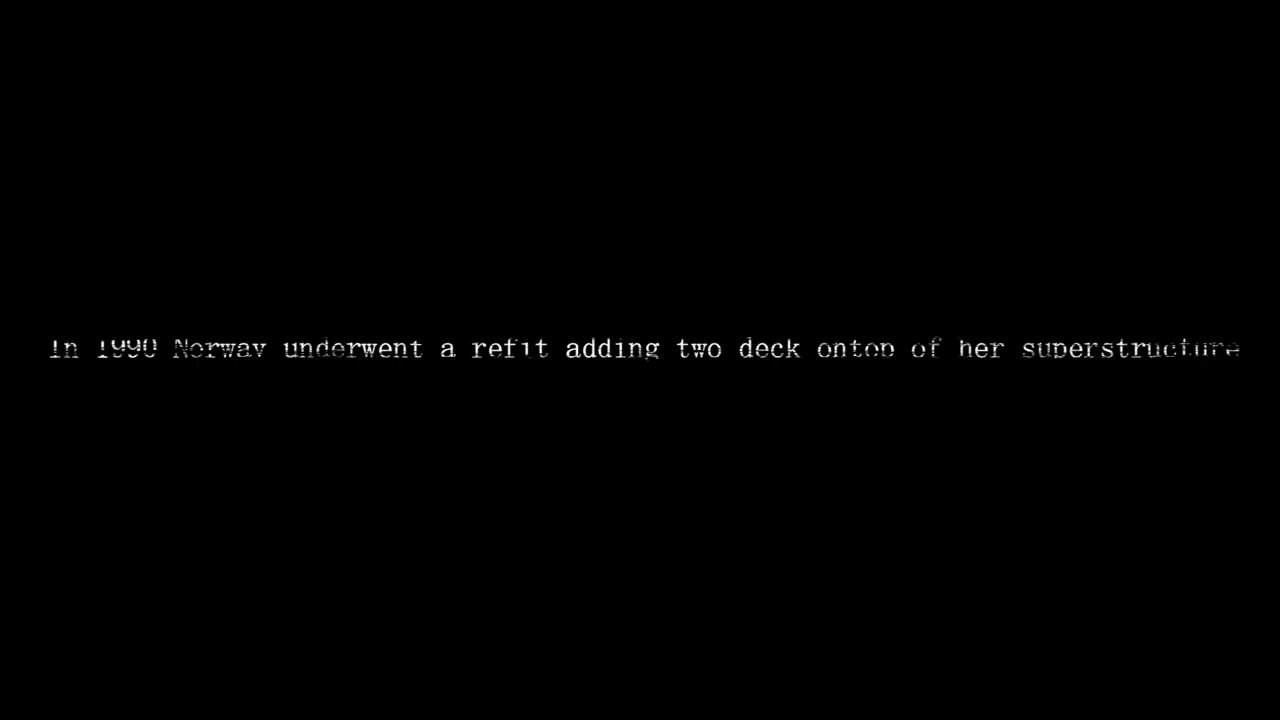 In 1990 Norway underwent a refit adding two deck ontop of her superstructure